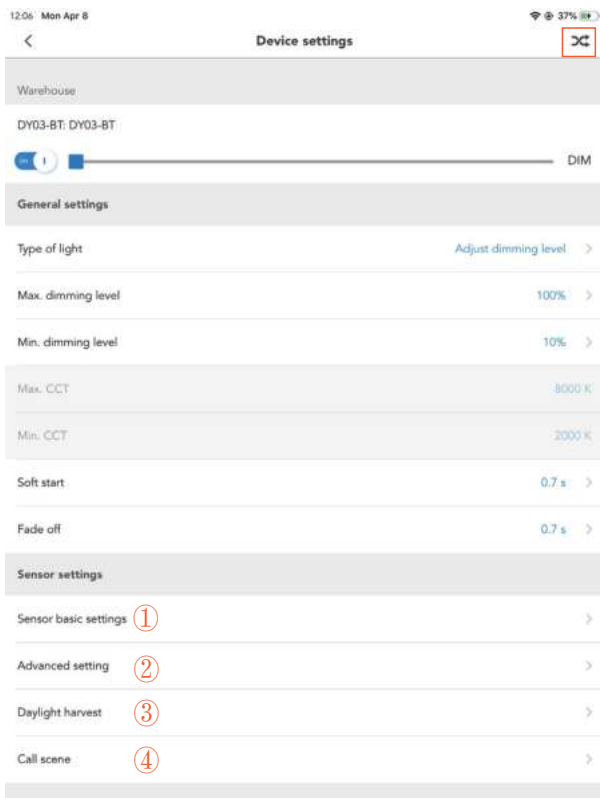 12:06 Mon Apr 8 37%
Device settings
Warehouse
DY03-BT: DY03-BT
ON DIM
General settings
Type of light Adjust dimming level
Max. dimming level 100%
Min. dimming level 10%
Max. CCT 8000 K
Min. CCT 2000 K
Soft start 0.7 s
Fade off 0.7 s
Sensor settings
Sensor basic settings ①
Advanced setting ②
Daylight harvest ③
Call scene ④